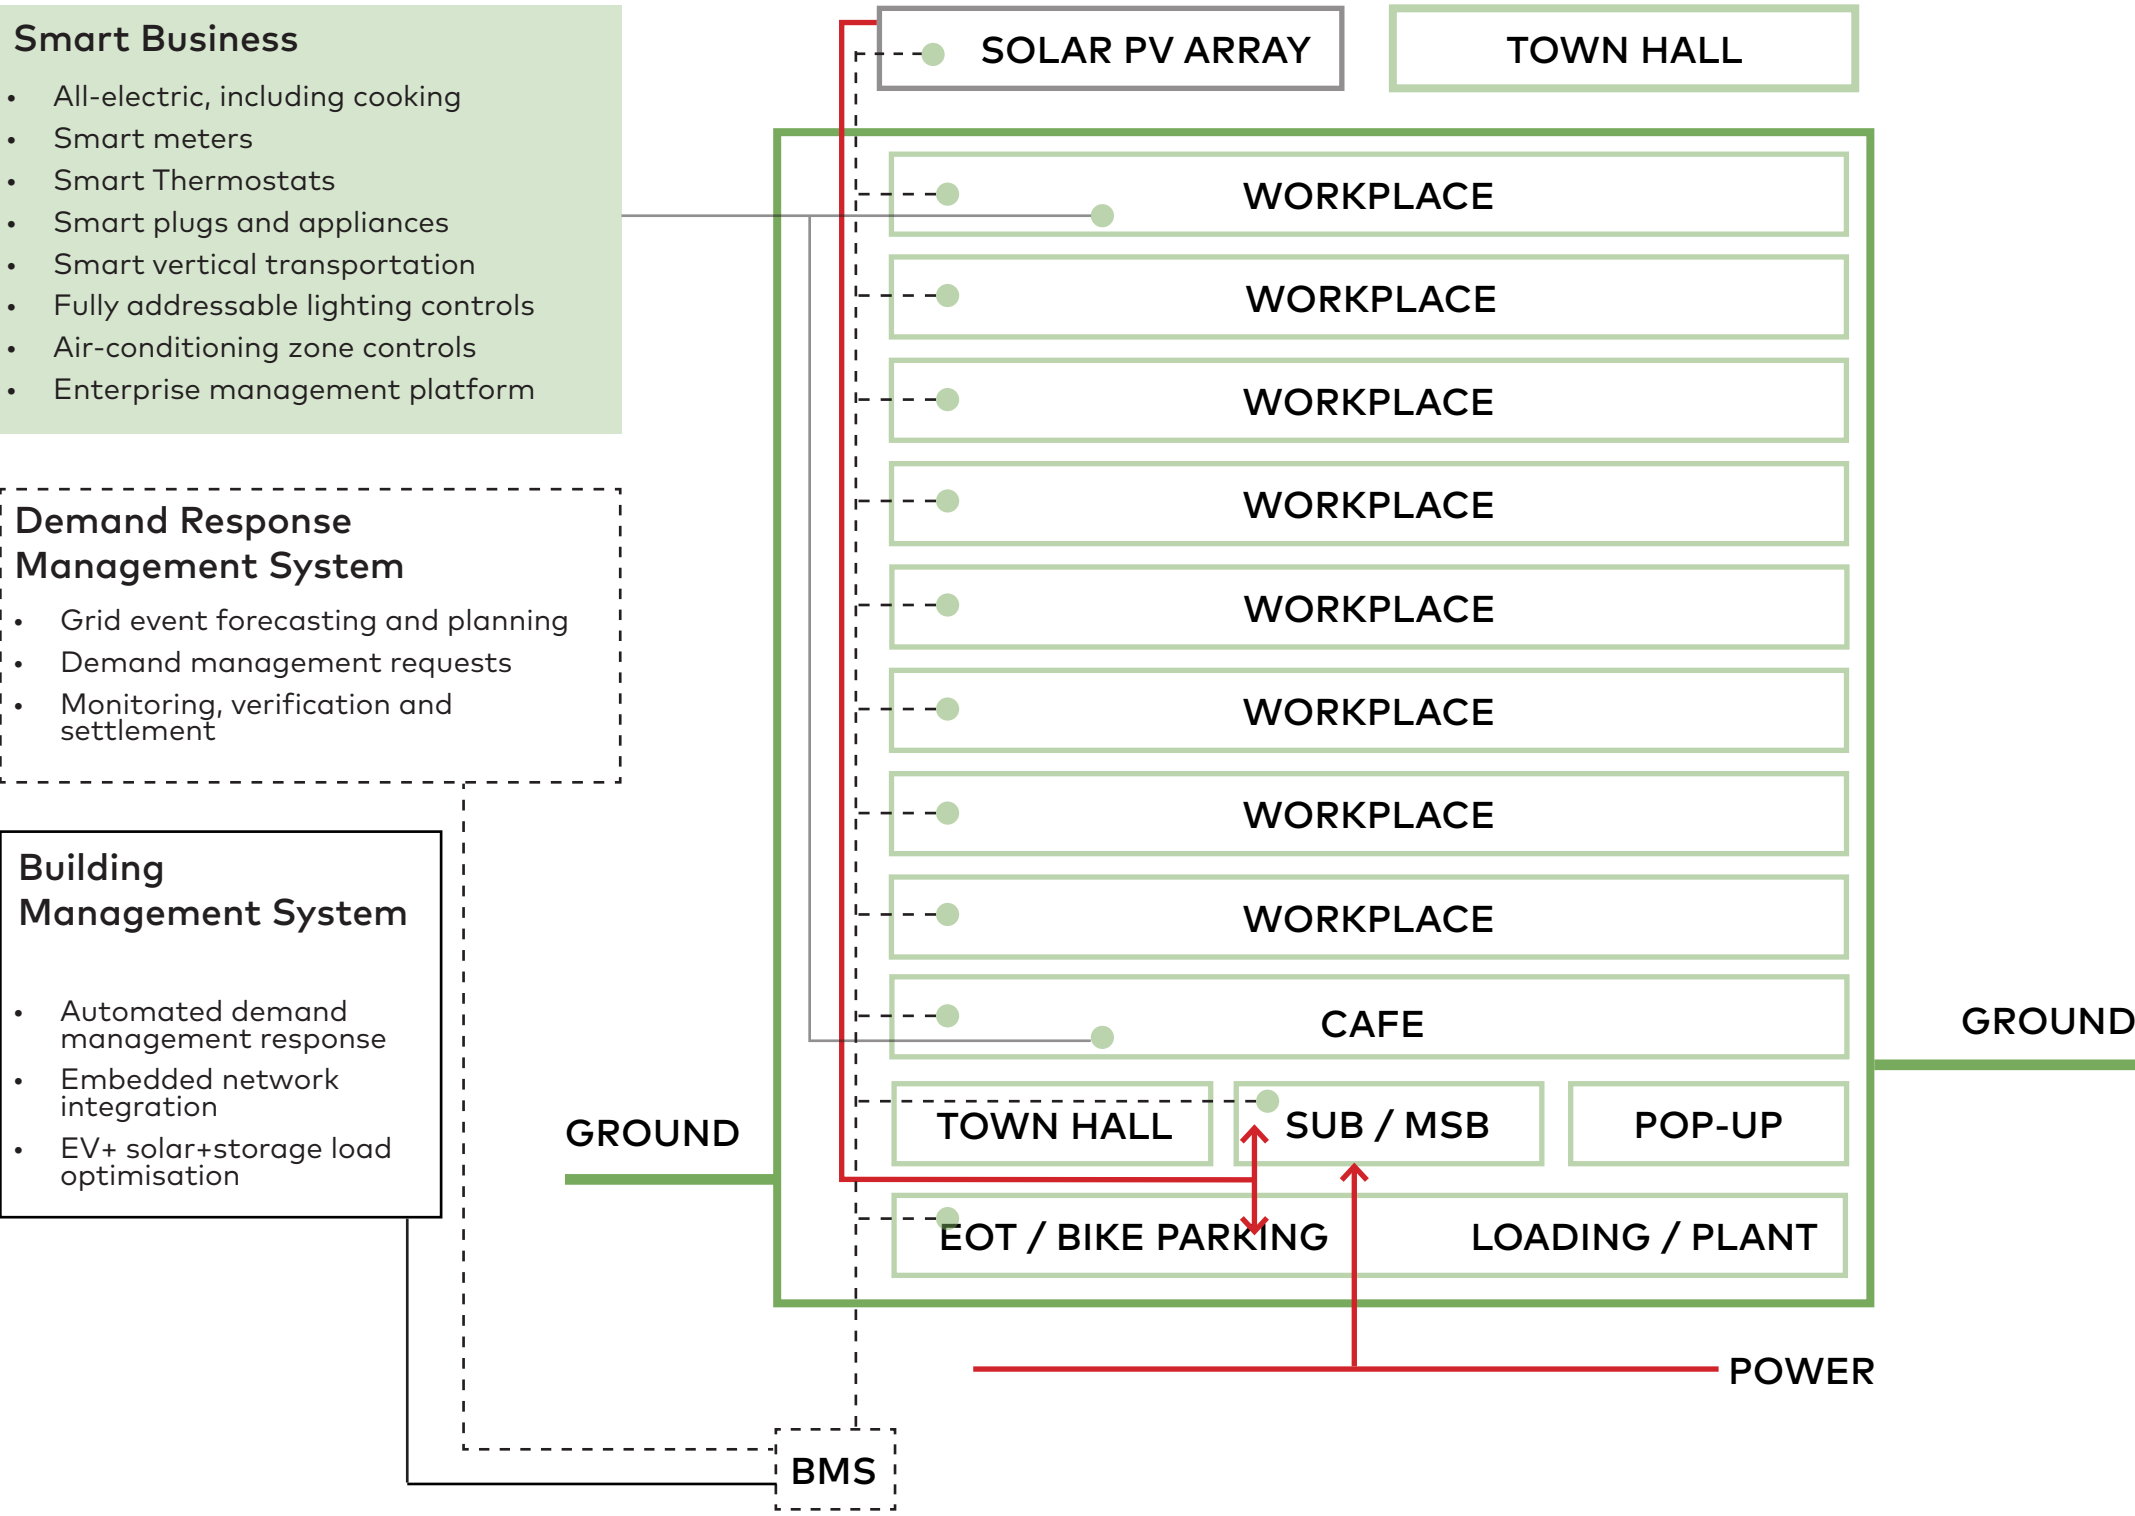 Smart Business
• All-electric, including cooking
• Smart meters
• Smart Thermostats
• Smart plugs and appliances
• Smart vertical transportation
• Fully addressable lighting controls
• Air-conditioning zone controls
• Enterprise management platform
Demand Response
Management System
• Grid event forecasting and planning
• Demand management requests
• Monitoring, verification and
settlement
Building
Management System
• Automated demand
management response
• Embedded network
integration
• EV+ solar+storage load
optimisation
SOLAR PV ARRAY
TOWN HALL
WORKPLACE
WORKPLACE
WORKPLACE
WORKPLACE
WORKPLACE
WORKPLACE
WORKPLACE
WORKPLACE
CAFE
GROUND
GROUND
TOWN HALL
SUB / MSB
POP-UP
EOT / BIKE PARKING
LOADING / PLANT
POWER
BMS